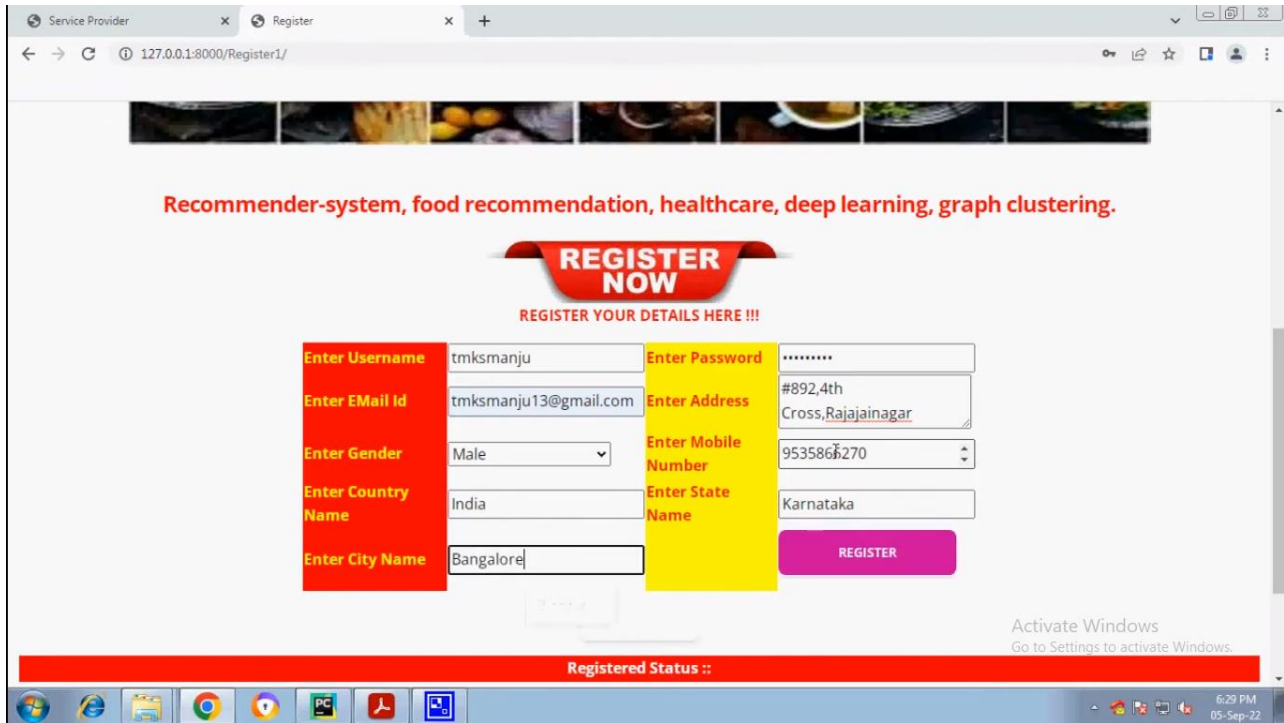 Service Provider
Register
127.0.0.1:8000/Register1/
Recommender-system, food recommendation, healthcare, deep learning, graph clustering.
REGISTER
NOW
REGISTER YOUR DETAILS HERE !!!
Enter Username tmksmanju Enter Password •••••••••
Enter EMail Id tmksmanju13@gmail.com Enter Address #892,4th
Cross,Rajajainagar
Enter Gender Male Enter Mobile
Number 9535866270
Enter Country
Name India Enter State
Name Karnataka
Enter City Name Bangalore REGISTER
Activate Windows
Go to Settings to activate Windows.
Registered Status ::
PC
6:29 PM
05-Sep-22